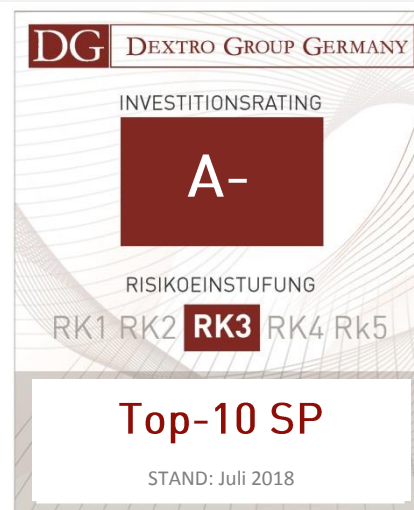 DG DEXTRO GROUP GERMANY
INVESTITIONSRATING
A-
RISIKOEINSTUFUNG
RK1 RK2 RK3 RK4 Rk5
Top-10 SP
STAND: Juli 2018